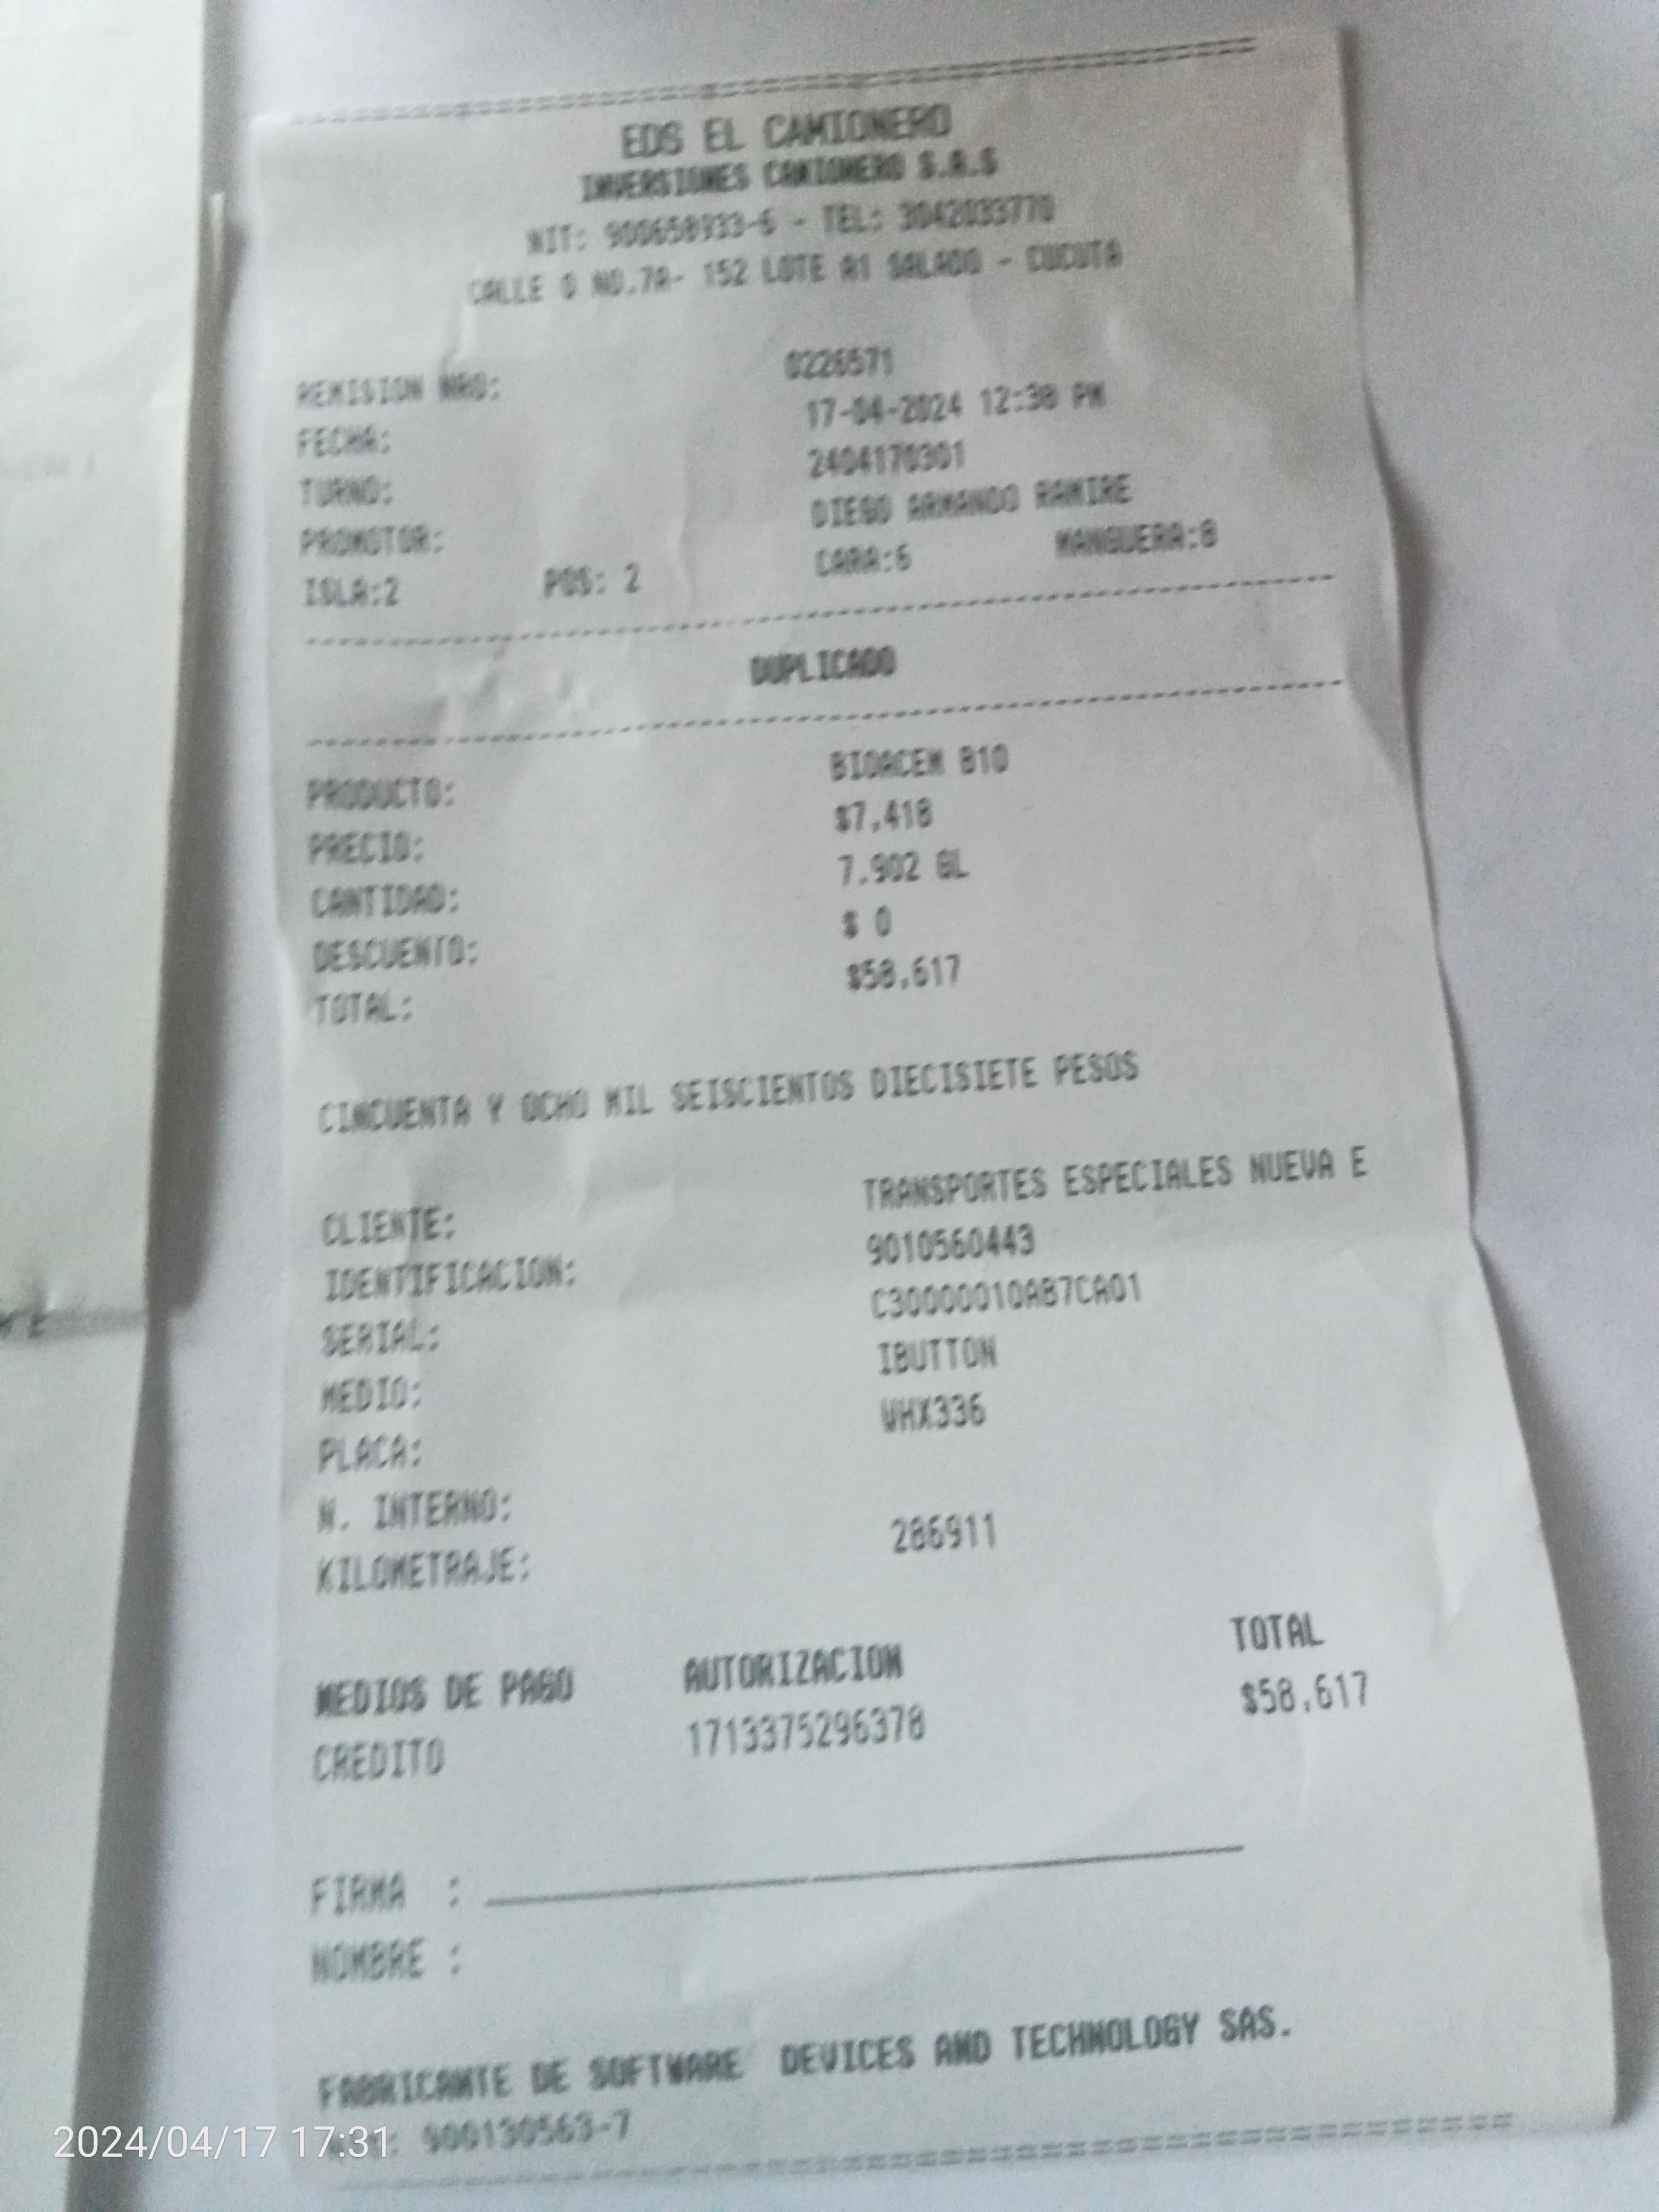 EDS EL CAMIONERO
INVERSIONES CAMIONERO S.A.S
NIT: 900658933-6 - TEL: 3042033770
CALLE 0 NO.7A- 152 LOTE A1 SALADO - CUCUTA
REMISION NRO: 0226571
FECHA: 17-04-2024 12:38 PM
TURNO: 2404170301
PROMOTOR: DIEGO ARMANDO RAMIRE
ISLA:2 POS: 2 CARA:6 MANGUERA:8
DUPLICADO
PRODUCTO: BIOACEM B10
PRECIO: $7,418
CANTIDAD: 7.902 GL
DESCUENTO: $ 0
TOTAL: $58,617
CINCUENTA Y OCHO MIL SEISCIENTOS DIECISIETE PESOS
CLIENTE: TRANSPORTES ESPECIALES NUEVA E
IDENTIFICACION: 9010560443
SERIAL: C30000010AB7CA01
MEDIO: IBUTTON
PLACA: WHX336
N. INTERNO:
KILOMETRAJE: 286911
MEDIOS DE PAGO AUTORIZACION TOTAL
CREDITO 1713375296378 $58,617
FIRMA :
NOMBRE :
FABRICANTE DE SOFTWARE DEVICES AND TECHNOLOGY SAS.
: 900130563-7
2024/04/17 17:31